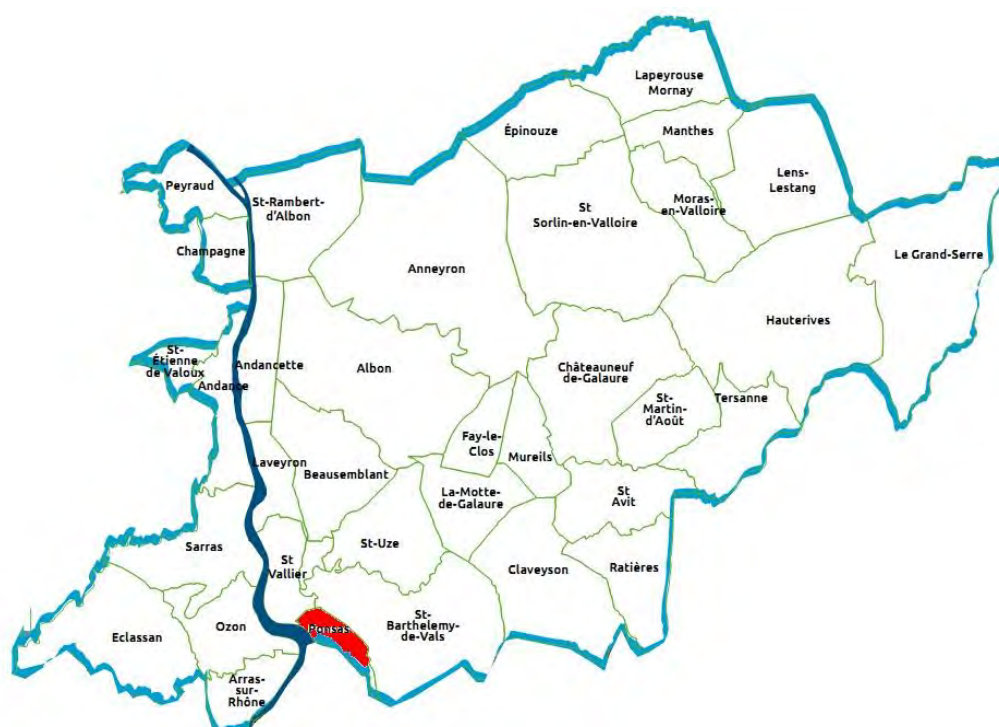 Lapeyrouse
Mornay
Épinouze
Manthes
Peyraud
St-Rambert-
d'Albon
Lens-
Lestang
St
Sorlin-en-Valloire
Moras-
en-Valloire
Champagne
Anneyron
Le Grand-Serre
Hauterives
St-
Étienne
de Valoux
Andancette
Andance
Albon
Châteauneuf
de-Galaure
St-
Martin-
d'Août
Tersanne
Fay-le-
Clos
Mureils
Laveyron
Beausemblant
La-Motte-
de-Galaure
St
Avit
Sarras
St
Vallier
St-Uze
Claveyson
Ratières
Eclassan
Ozon
Ponsas
St-
Barthelemy-
de-Vals
Arras-
sur-
Rhône